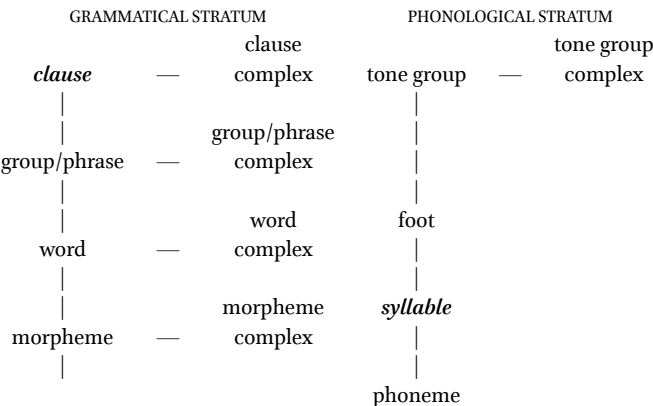 GRAMMATICAL STRATUM PHONOLOGICAL STRATUM
clause tone group
clause — complex tone group — complex
group/phrase
group/phrase — complex
word foot
word — complex
morpheme syllable
morpheme — complex
phoneme